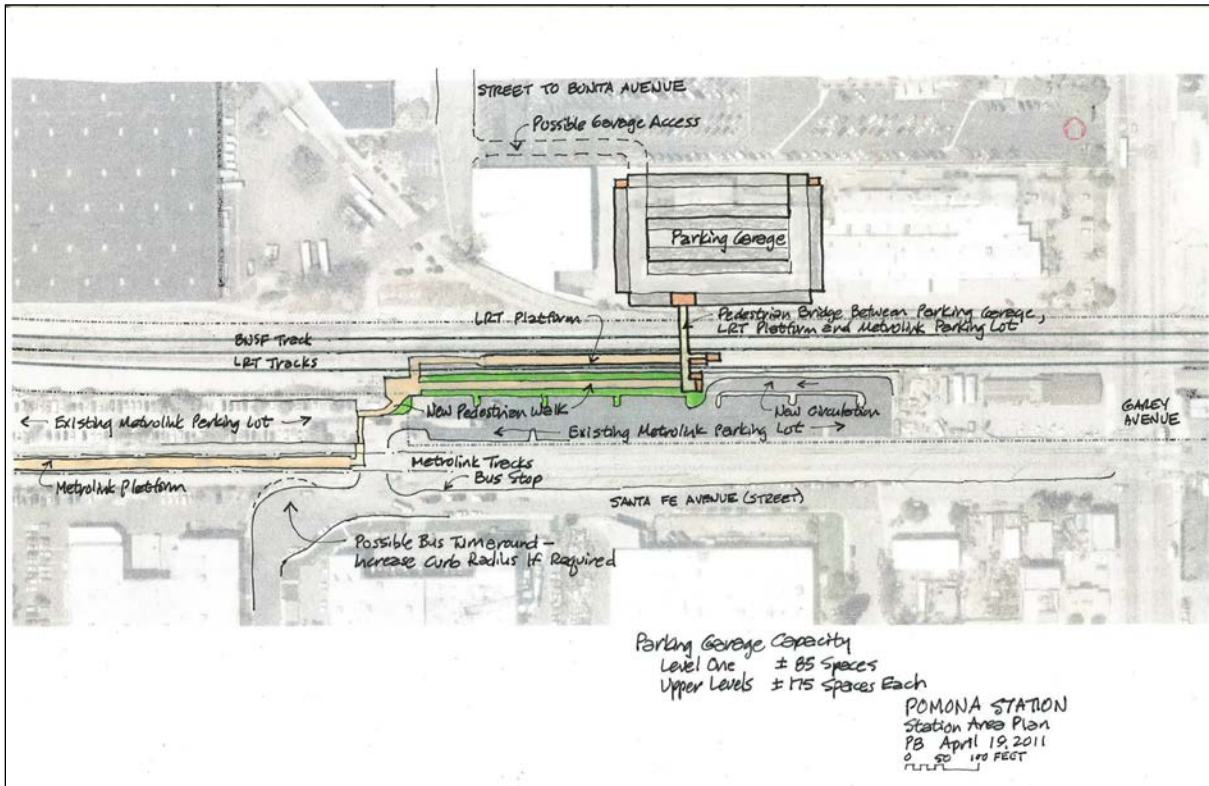 STREET TO BONITA AVENUE
Possible Garage Access
Parking Garage
LRT Platform
Pedestrian Bridge Between Parking Garage,
LRT Platform and Metrolink Parking Lot
BNSF Track
LRT Tracks
New Pedestrian Walk
New Circulation
Existing Metrolink Parking Lot
Existing Metrolink Parking Lot
GAREY
AVENUE
Metrolink Tracks
Bus Stop
Metrolink Platform
SANTA FE AVENUE (STREET)
Possible Bus Turnaround –
Increase Curb Radius If Required
Parking Garage Capacity
Level One ± 85 Spaces
Upper Levels ± 175 Spaces Each
POMONA STATION
Station Area Plan
PB April 19, 2011
0 50 100 FEET